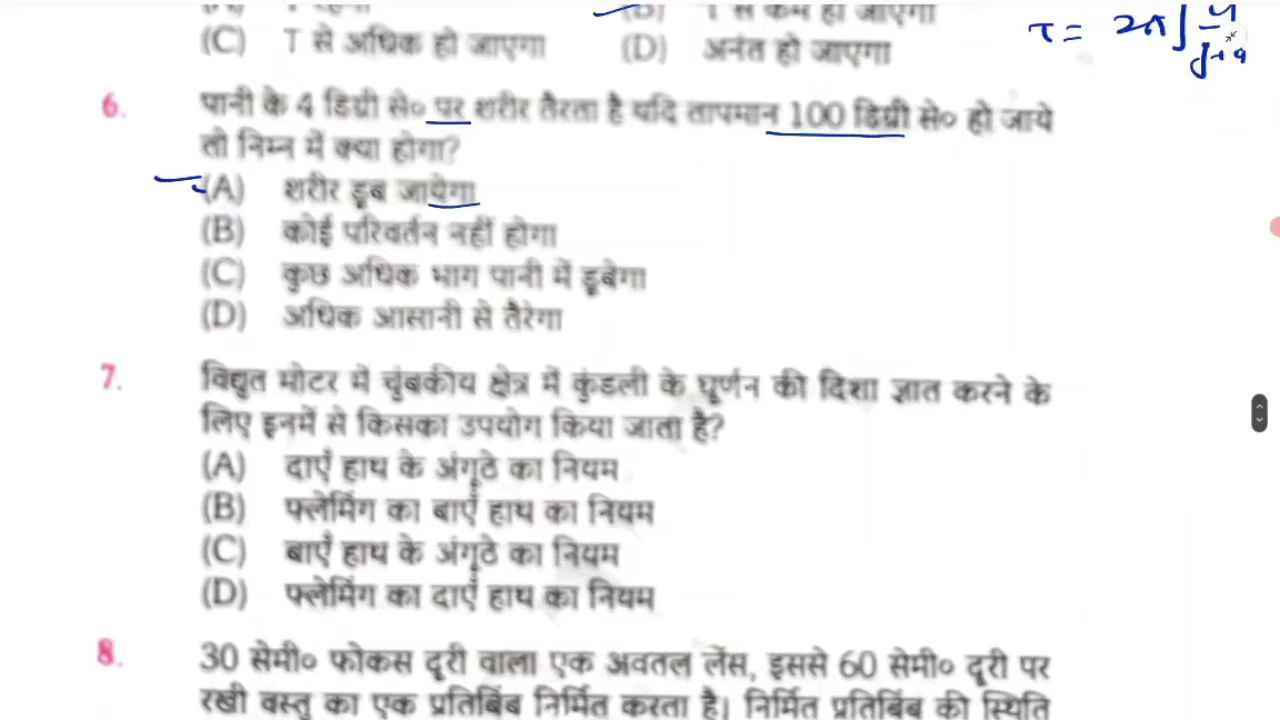 (B) T से कम हो जाएगा
(C) T से अधिक हो जाएगा (D) अनंत हो जाएगा
6. पानी के 4 डिग्री से० पर शरीर तैरता है यदि तापमान 100 डिग्री से० हो जाये
तो निम्न में क्या होगा?
(A) शरीर डूब जायेगा
(B) कोई परिवर्तन नहीं होगा
(C) कुछ अधिक भाग पानी में डूबेगा
(D) अधिक आसानी से तैरेगा
7. विद्युत मोटर में चुंबकीय क्षेत्र में कुंडली के घूर्णन की दिशा ज्ञात करने के
लिए इनमें से किसका उपयोग किया जाता है?
(A) दाएँ हाथ के अंगूठे का नियम
(B) फ्लेमिंग का बाएँ हाथ का नियम
(C) बाएँ हाथ के अंगूठे का नियम
(D) फ्लेमिंग का दाएँ हाथ का नियम
8. 30 सेमी० फोकस दूरी वाला एक अवतल लेंस, इससे 60 सेमी० दूरी पर
रखी वस्तु का एक प्रतिबिंब निर्मित करता है। निर्मित प्रतिबिंब की स्थिति